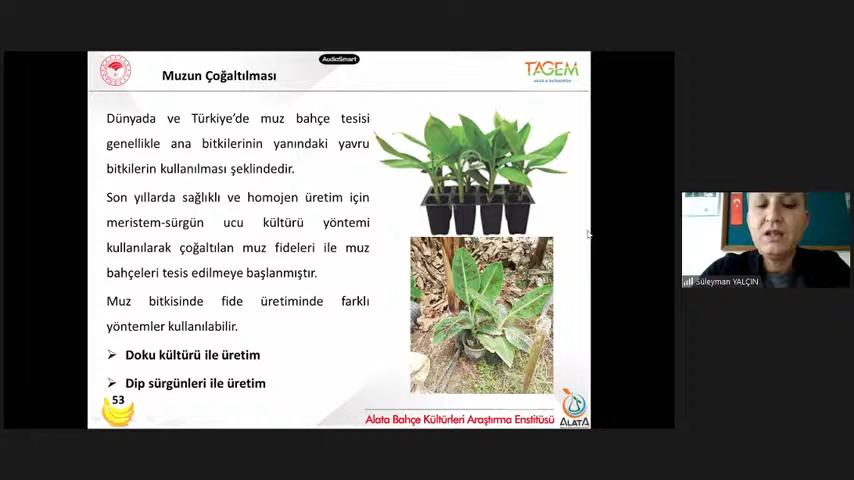 AudioSmart
Muzun Çoğaltılması
TAGEM
Dünyada ve Türkiye'de muz bahçe tesisi
genellikle ana bitkilerinin yanındaki yavru
bitkilerin kullanılması şeklindedir.
Son yıllarda sağlıklı ve homojen üretim için
meristem-sürgün ucu kültürü yöntemi
kullanılarak çoğaltılan muz fideleri ile muz
bahçeleri tesis edilmeye başlanmıştır.
Muz bitkisinde fide üretiminde farklı
yöntemler kullanılabilir.
➢ Doku kültürü ile üretim
➢ Dip sürgünleri ile üretim
53
Alata Bahçe Kültürleri Araştırma Enstitüsü
ALATA
Süleyman YALÇIN